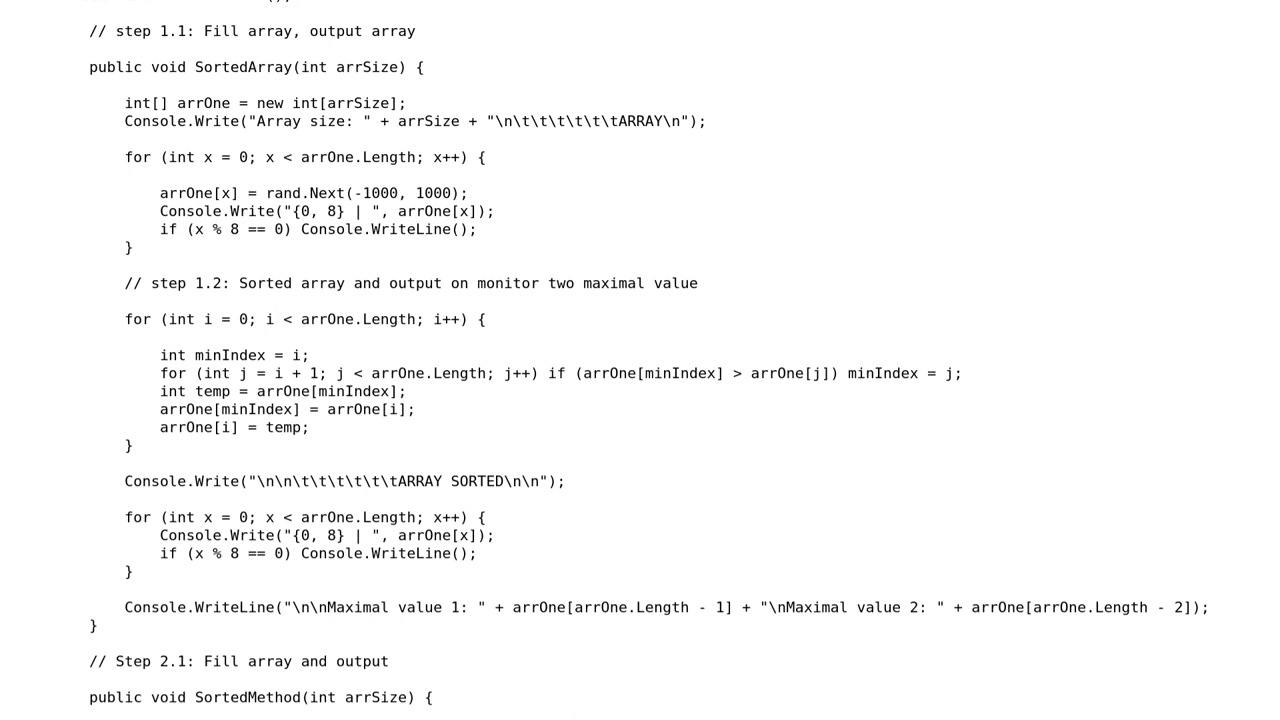 // step 1.1: Fill array, output array
public void SortedArray(int arrSize) {
int[] arrOne = new int[arrSize];
Console.Write("Array size: " + arrSize + "\n\t\t\t\t\t\tARRAY\n");
for (int x = 0; x < arrOne.Length; x++) {
arrOne[x] = rand.Next(-1000, 1000);
Console.Write("{0, 8} | ", arrOne[x]);
if (x % 8 == 0) Console.WriteLine();
}
// step 1.2: Sorted array and output on monitor two maximal value
for (int i = 0; i < arrOne.Length; i++) {
int minIndex = i;
for (int j = i + 1; j < arrOne.Length; j++) if (arrOne[minIndex] > arrOne[j]) minIndex = j;
int temp = arrOne[minIndex];
arrOne[minIndex] = arrOne[i];
arrOne[i] = temp;
}
Console.Write("\n\n\t\t\t\t\t\tARRAY SORTED\n\n");
for (int x = 0; x < arrOne.Length; x++) {
Console.Write("{0, 8} | ", arrOne[x]);
if (x % 8 == 0) Console.WriteLine();
}
Console.WriteLine("\n\nMaximal value 1: " + arrOne[arrOne.Length - 1] + "\nMaximal value 2: " + arrOne[arrOne.Length - 2]);
}
// Step 2.1: Fill array and output
public void SortedMethod(int arrSize) {